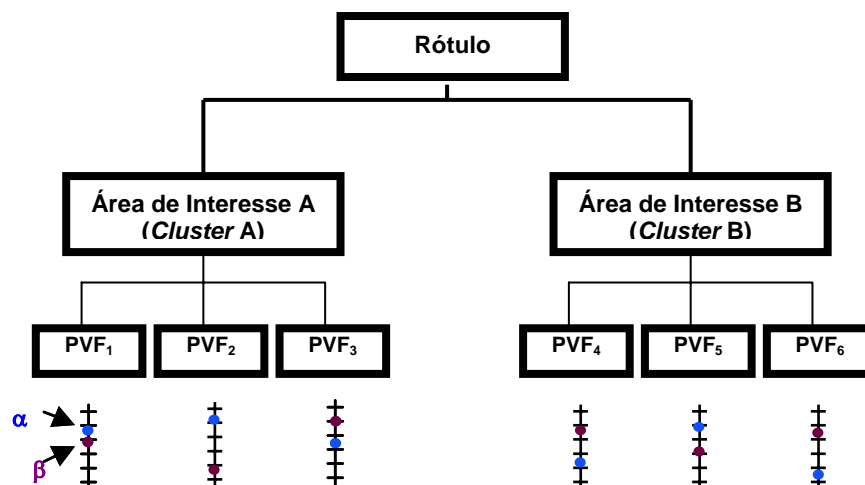 Rótulo
Área de Interesse A
(Cluster A)
Área de Interesse B
(Cluster B)
PVF₁
PVF₂
PVF₃
PVF₄
PVF₅
PVF₆
α
β